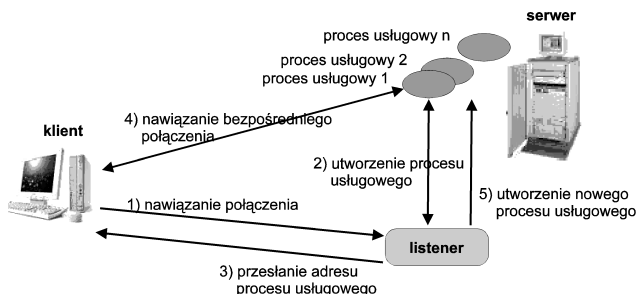 serwer
proces usługowy n
proces usługowy 2
proces usługowy 1
klient
4) nawiązanie bezpośredniego
połączenia
2) utworzenie procesu
usługowego
1) nawiązanie połączenia
5) utworzenie nowego
procesu usługowego
listener
3) przesłanie adresu
procesu usługowego